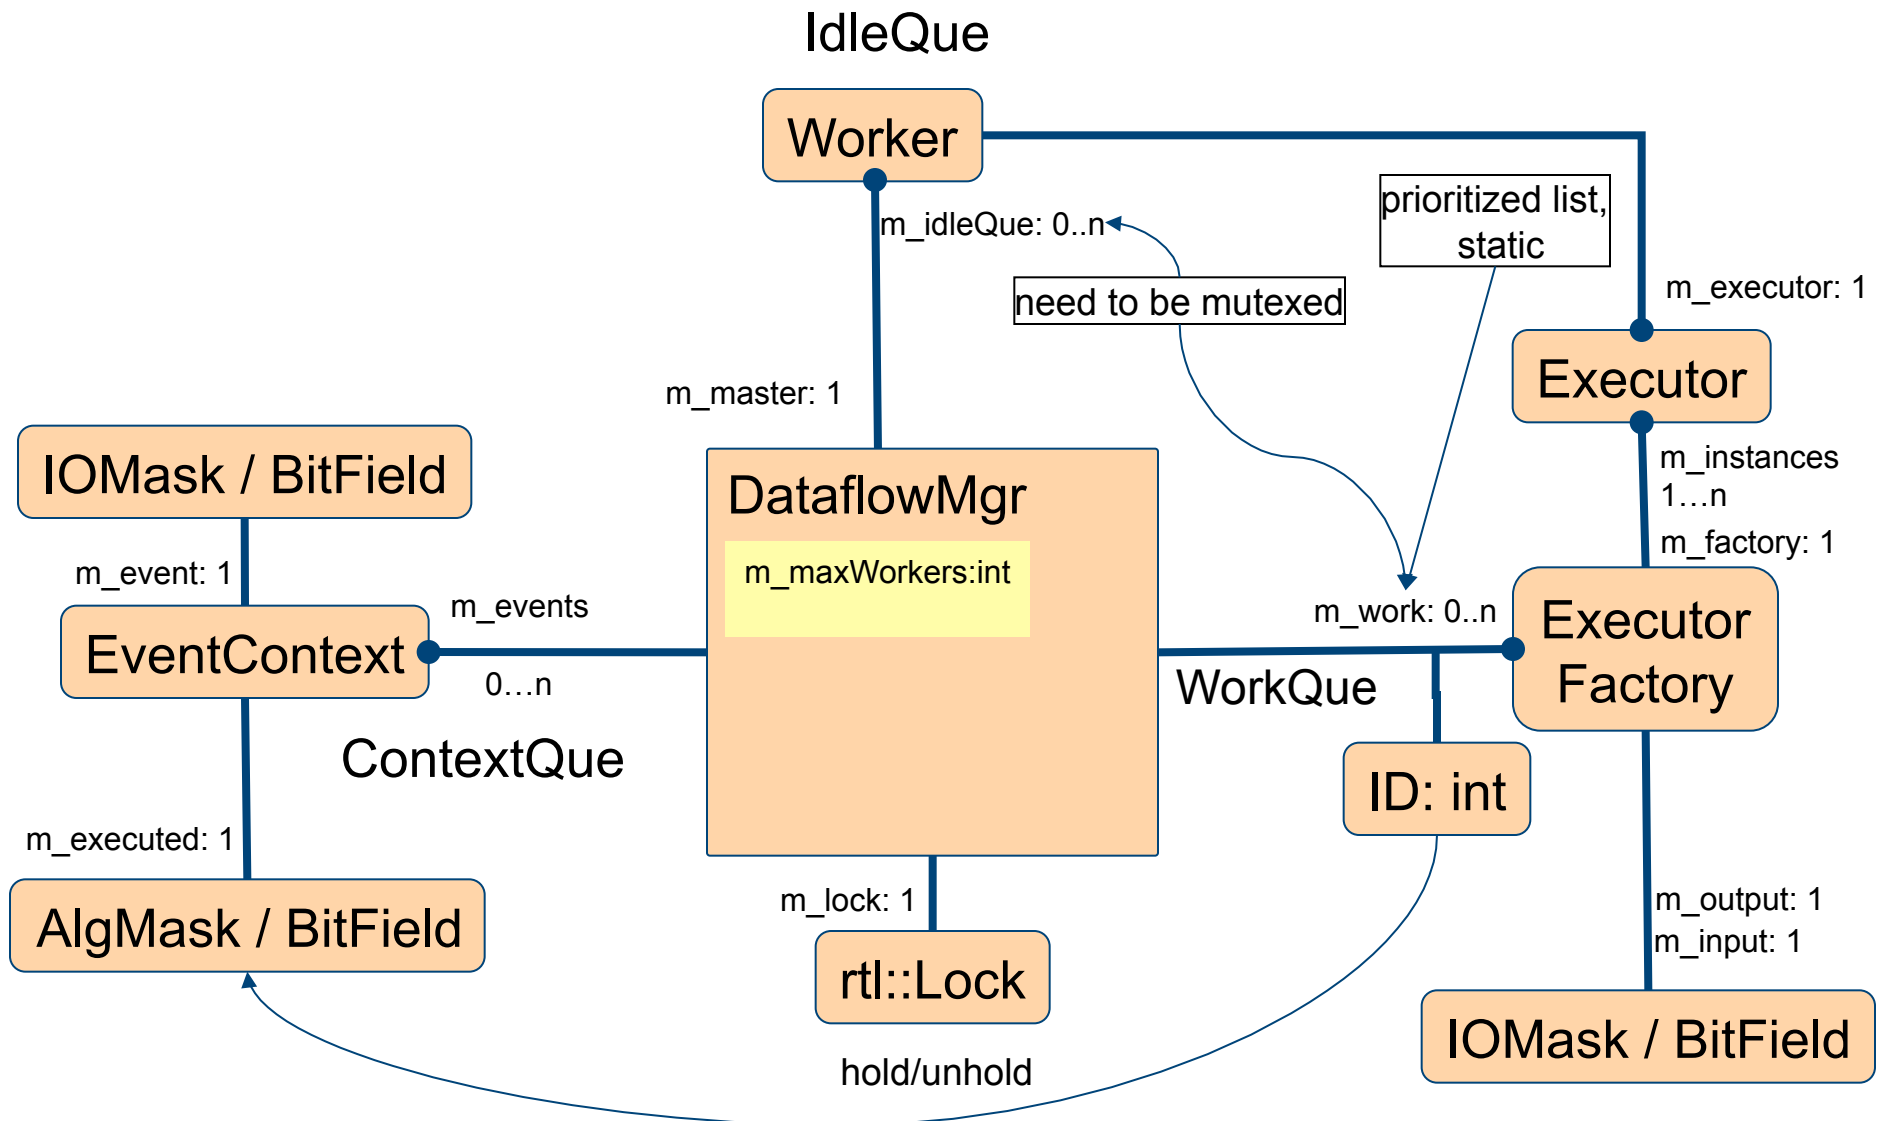 IdleQue
Worker
m_idleQue: 0..n
prioritized list,
static
need to be mutexed
m_executor: 1
Executor
m_master: 1
m_instances
1…n
m_factory: 1
IOMask / BitField
DataflowMgr
m_maxWorkers:int
m_event: 1
m_events
EventContext
0…n
m_work: 0..n
Executor
Factory
WorkQue
ContextQue
ID: int
m_executed: 1
AlgMask / BitField
m_lock: 1
rtl::Lock
m_output: 1
m_input: 1
IOMask / BitField
hold/unhold